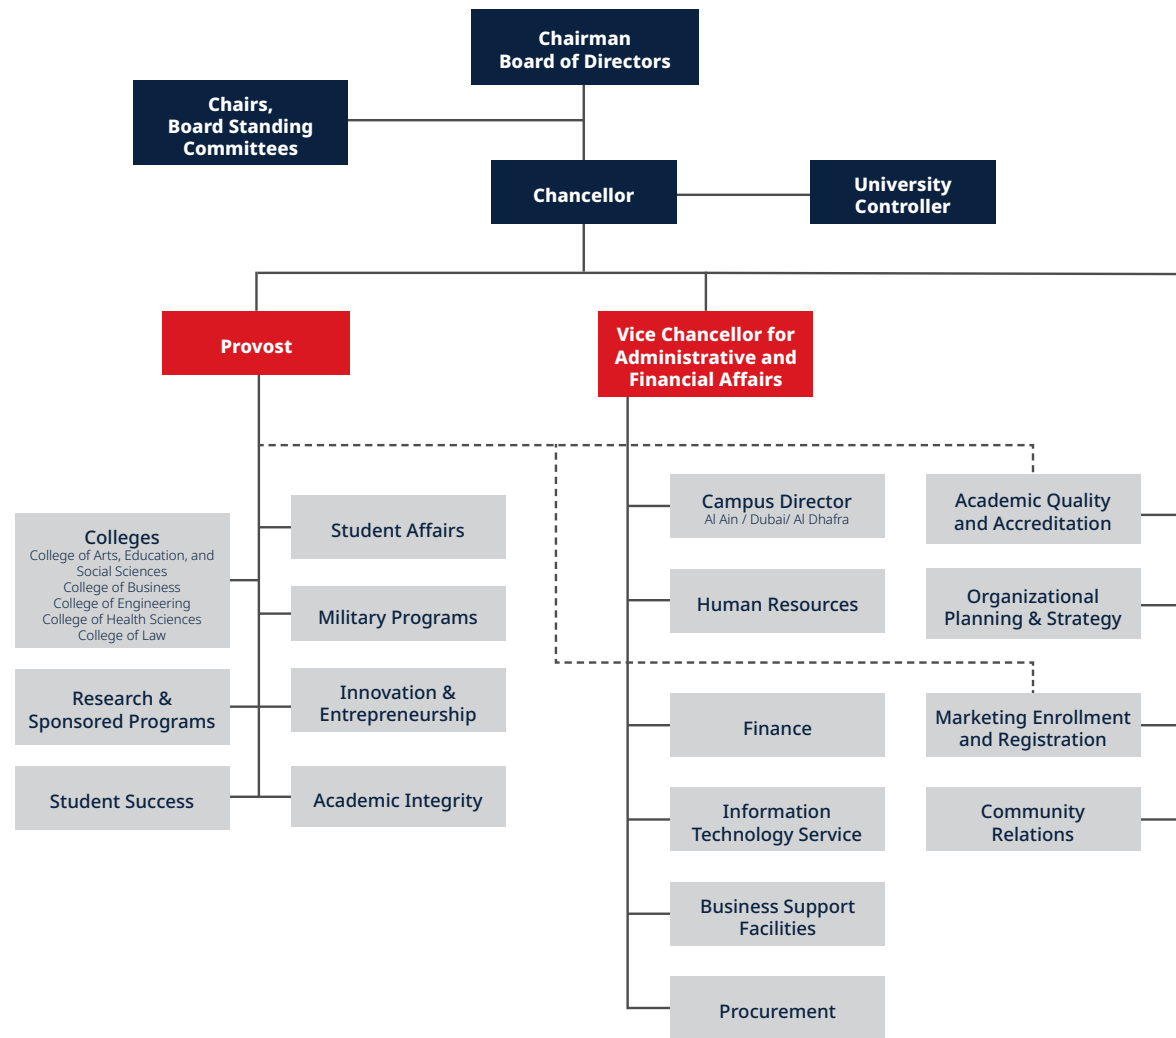 Chairman
Board of Directors
Chairs,
Board Standing
Committees
Chancellor
University
Controller
Provost
Vice Chancellor for
Administrative and
Financial Affairs
Colleges
College of Arts, Education, and
Social Sciences
College of Business
College of Engineering
College of Health Sciences
College of Law
Research &
Sponsored Programs
Student Success
Student Affairs
Military Programs
Innovation &
Entrepreneurship
Academic Integrity
Campus Director
Al Ain / Dubai/ Al Dhafra
Human Resources
Finance
Information
Technology Service
Business Support
Facilities
Procurement
Academic Quality
and Accreditation
Organizational
Planning & Strategy
Marketing Enrollment
and Registration
Community
Relations